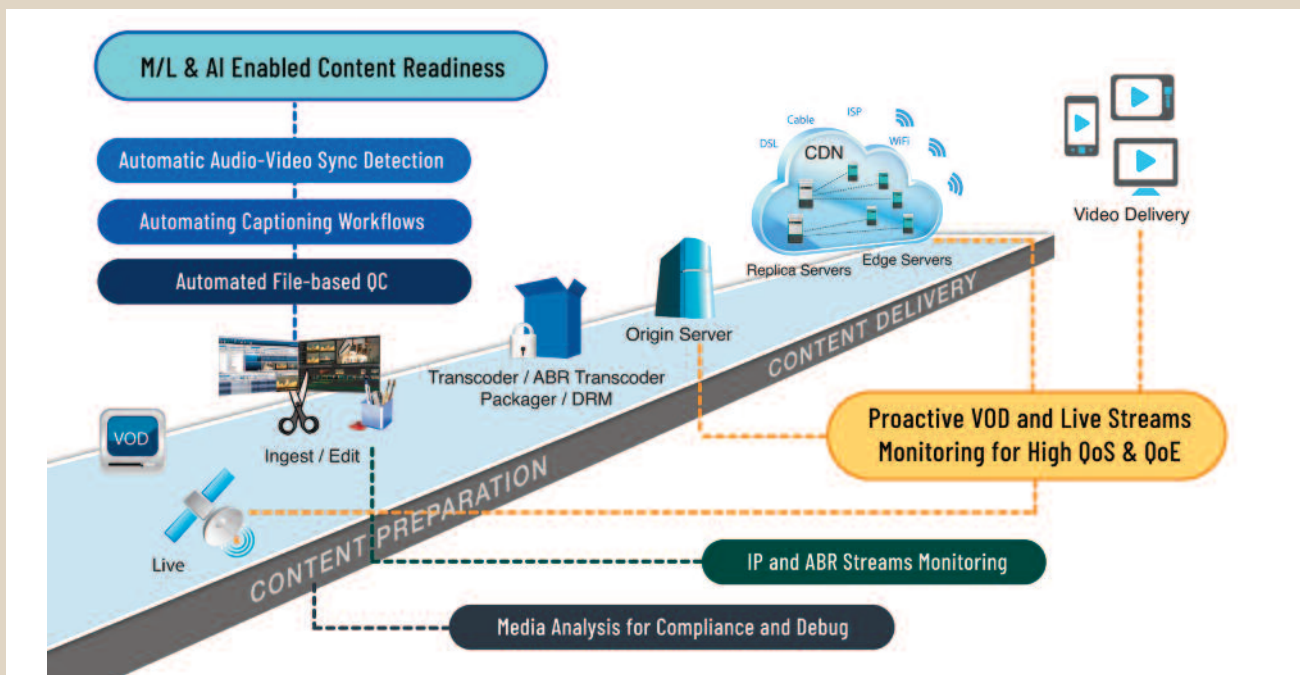 M/L & AI Enabled Content Readiness
Automatic Audio-Video Sync Detection
Automating Captioning Workflows
Automated File-based QC
DSL
Cable
ISP
WiFi
CDN
Replica Servers
Edge Servers
Video Delivery
Origin Server
Transcoder / ABR Transcoder
Packager / DRM
VOD
Ingest / Edit
Live
CONTENT PREPARATION
CONTENT DELIVERY
Proactive VOD and Live Streams
Monitoring for High QoS & QoE
IP and ABR Streams Monitoring
Media Analysis for Compliance and Debug